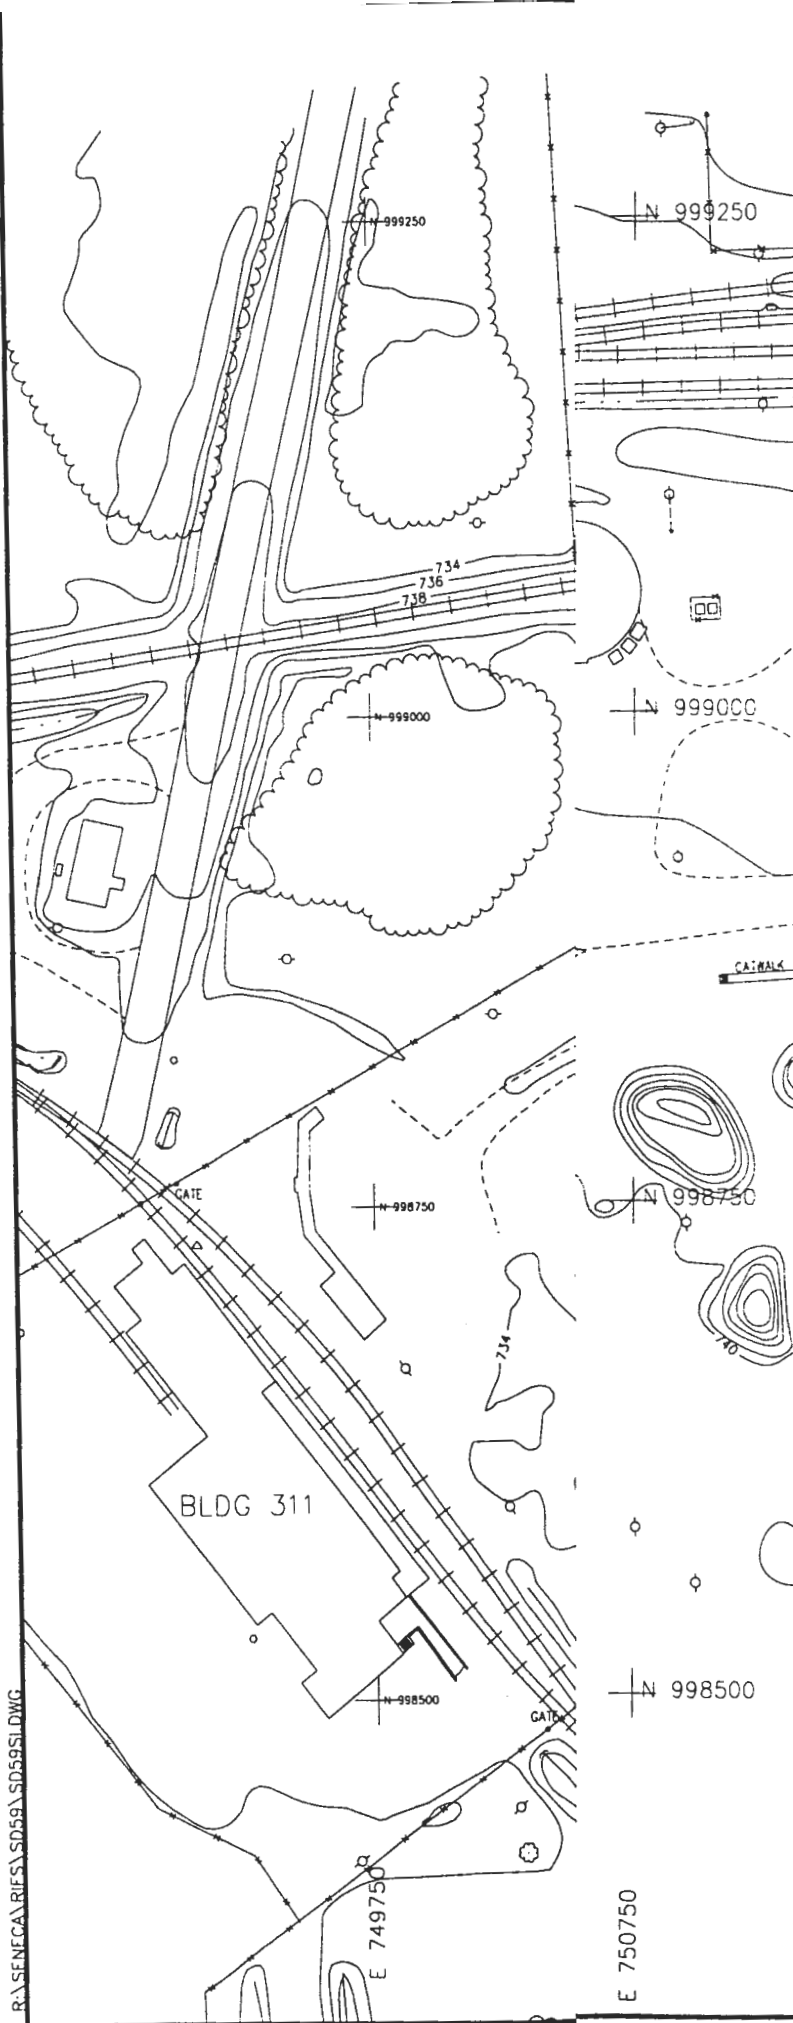 N 999250
N 999250
734
736
738
N 999000
N 999000
CATWALK
GATE
N 998750
N 998750
734
740
BLDG 311
N 998500
N 998500
GATE
E 749750
E 750750
R:\SENECA\RIFS\SD59\SD59SI.DWG